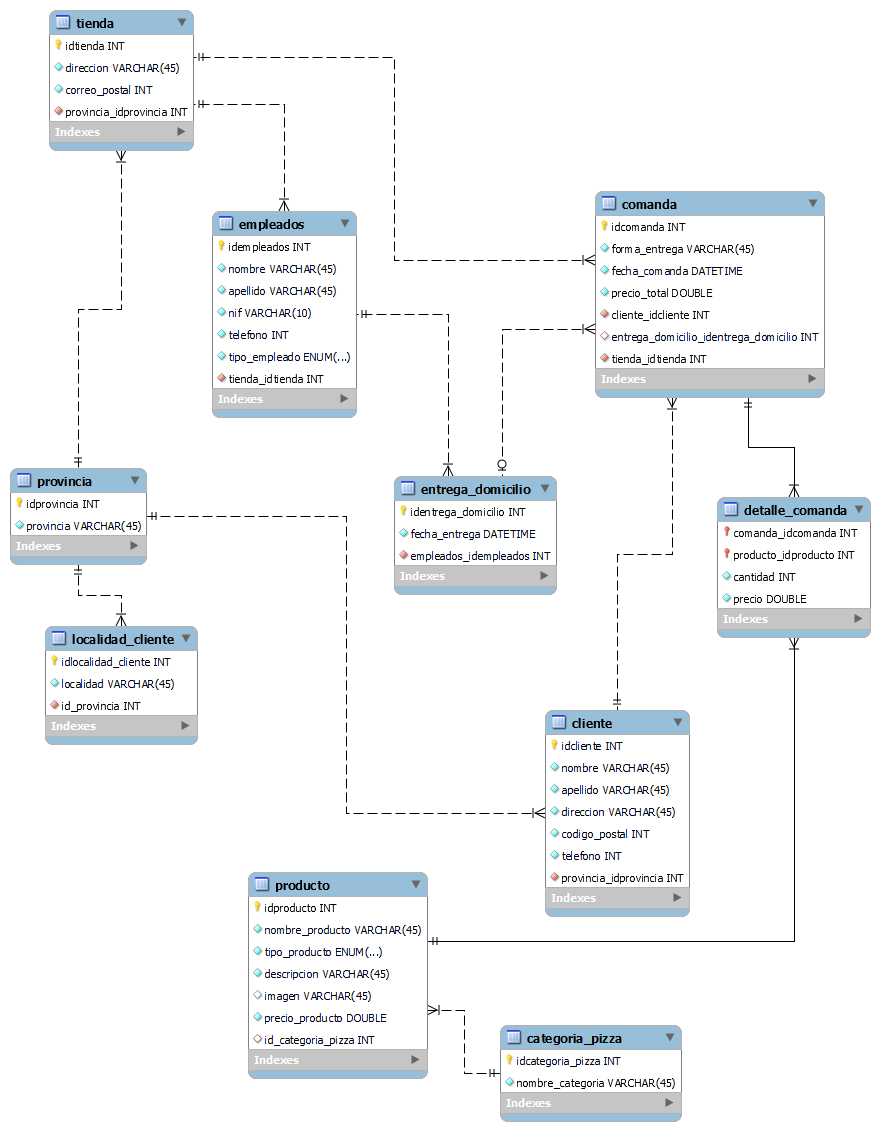 tienda
idtienda INT
direccion VARCHAR(45)
correo_postal INT
provincia_idprovincia INT
Indexes
empleados
idempleados INT
nombre VARCHAR(45)
apellido VARCHAR(45)
nif VARCHAR(10)
telefono INT
tipo_empleado ENUM(...)
tienda_idtienda INT
Indexes
comanda
idcomanda INT
forma_entrega VARCHAR(45)
fecha_comanda DATETIME
precio_total DOUBLE
cliente_idcliente INT
entrega_domicilio_identrega_domicilio INT
tienda_idtienda INT
Indexes
provincia
idprovincia INT
provincia VARCHAR(45)
Indexes
entrega_domicilio
identrega_domicilio INT
fecha_entrega DATETIME
empleados_idempleados INT
Indexes
detalle_comanda
comanda_idcomanda INT
producto_idproducto INT
cantidad INT
precio DOUBLE
Indexes
localidad_cliente
idlocalidad_cliente INT
localidad VARCHAR(45)
id_provincia INT
Indexes
cliente
idcliente INT
nombre VARCHAR(45)
apellido VARCHAR(45)
direccion VARCHAR(45)
codigo_postal INT
telefono INT
provincia_idprovincia INT
Indexes
producto
idproducto INT
nombre_producto VARCHAR(45)
tipo_producto ENUM(...)
descripcion VARCHAR(45)
imagen VARCHAR(45)
precio_producto DOUBLE
id_categoria_pizza INT
Indexes
categoria_pizza
idcategoria_pizza INT
nombre_categoria VARCHAR(45)
Indexes